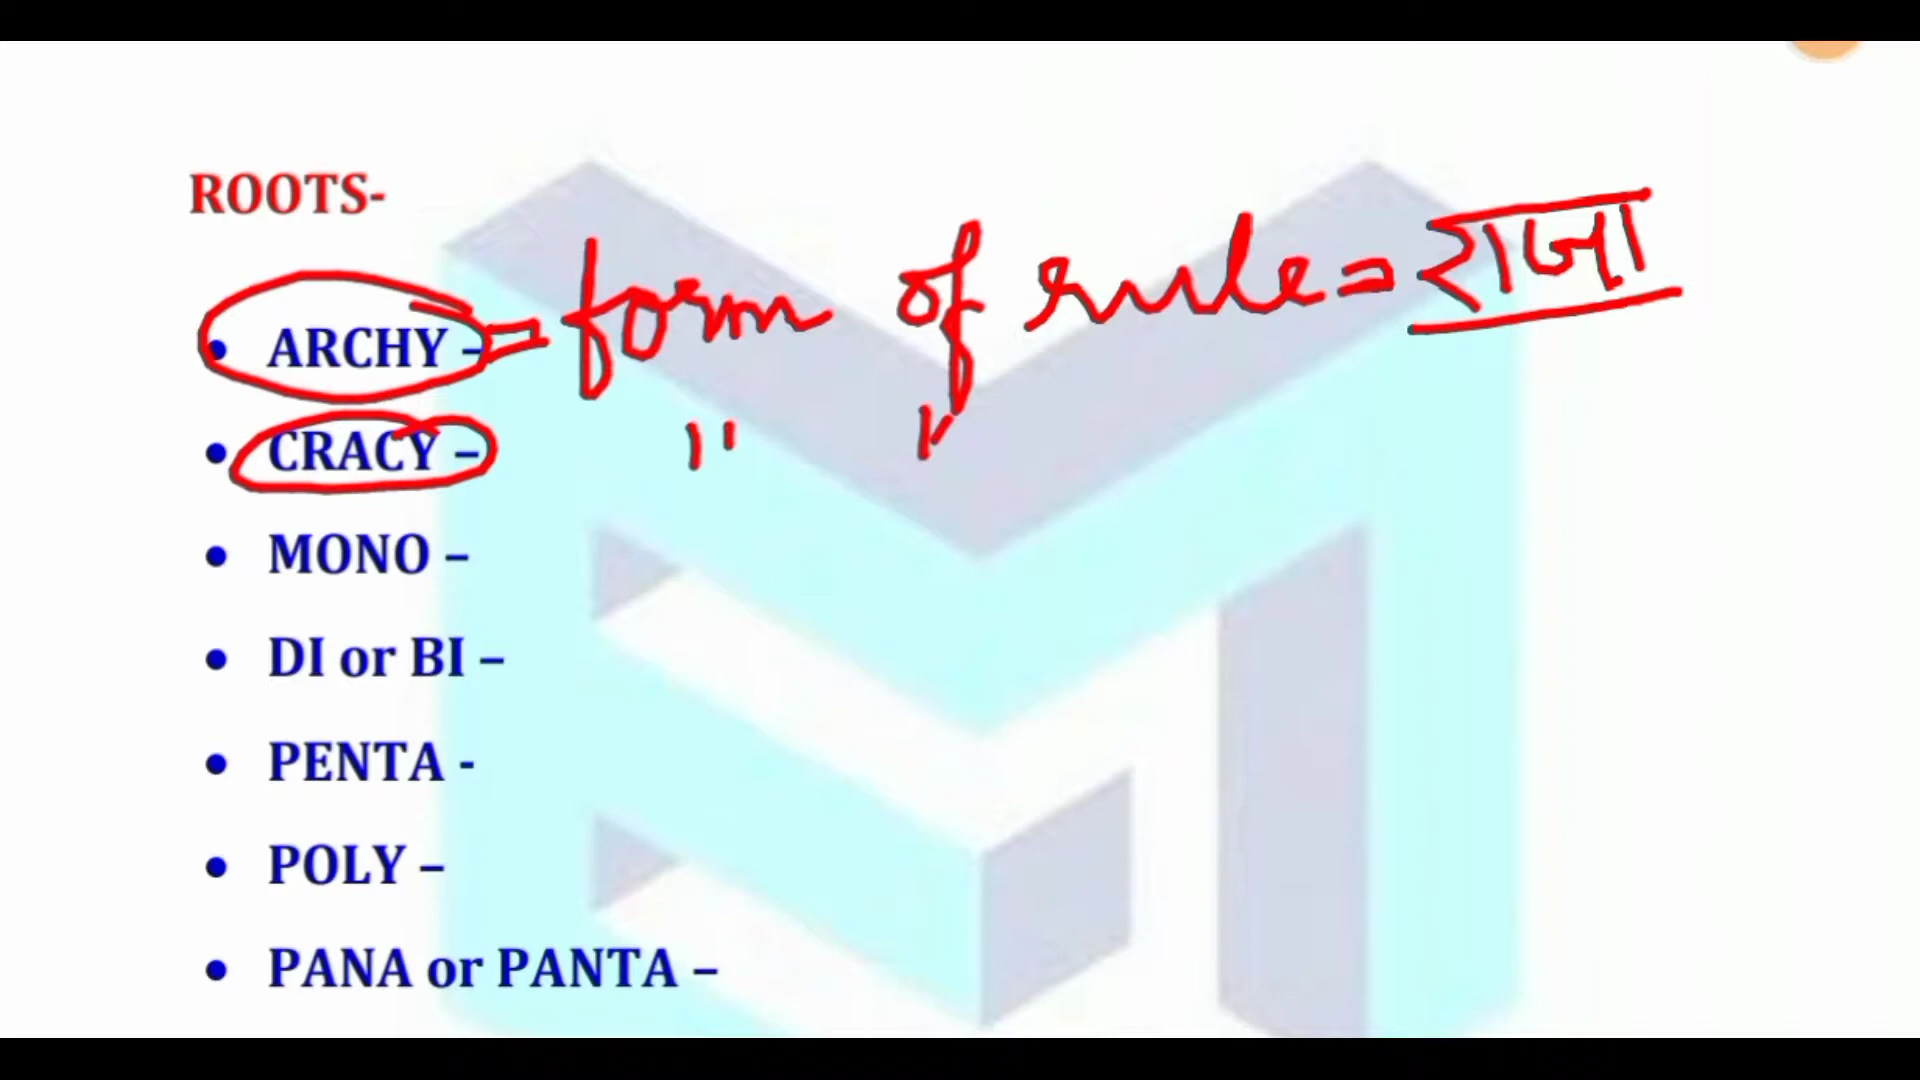 ROOTS-
• ARCHY – = form of rule = राजा
• CRACY – " "
• MONO –
• DI or BI –
• PENTA -
• POLY –
• PANA or PANTA –